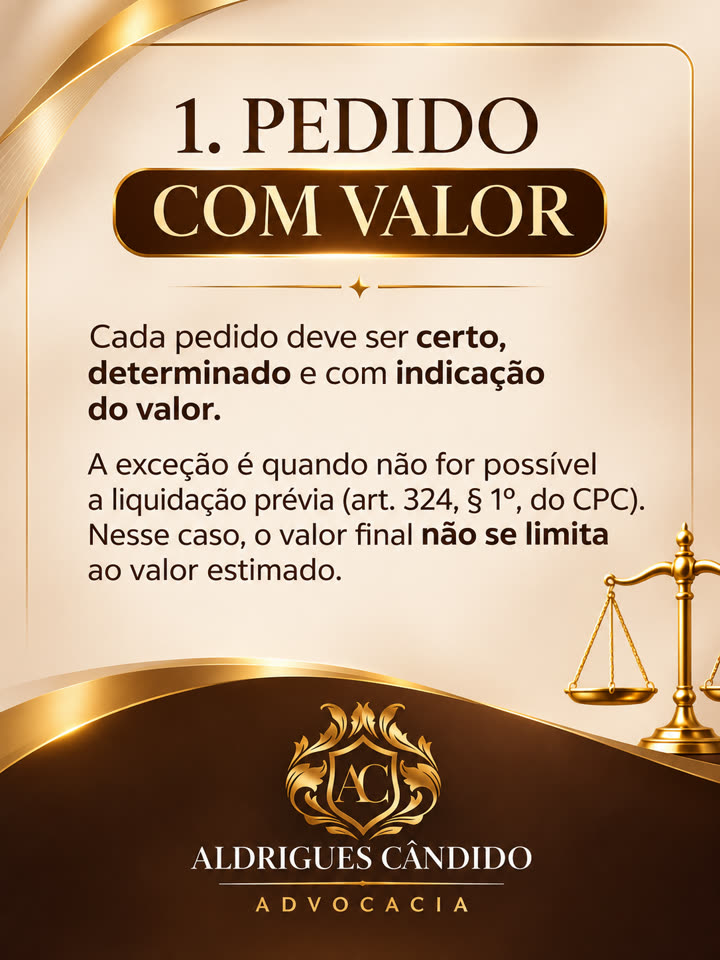 1. PEDIDO
COM VALOR
Cada pedido deve ser certo,
determinado e com indicação
do valor.
A exceção é quando não for possível
a liquidação prévia (art. 324, § 1º, do CPC).
Nesse caso, o valor final não se limita
ao valor estimado.
AC
ALDRIGUES CÂNDIDO
ADVOCACIA